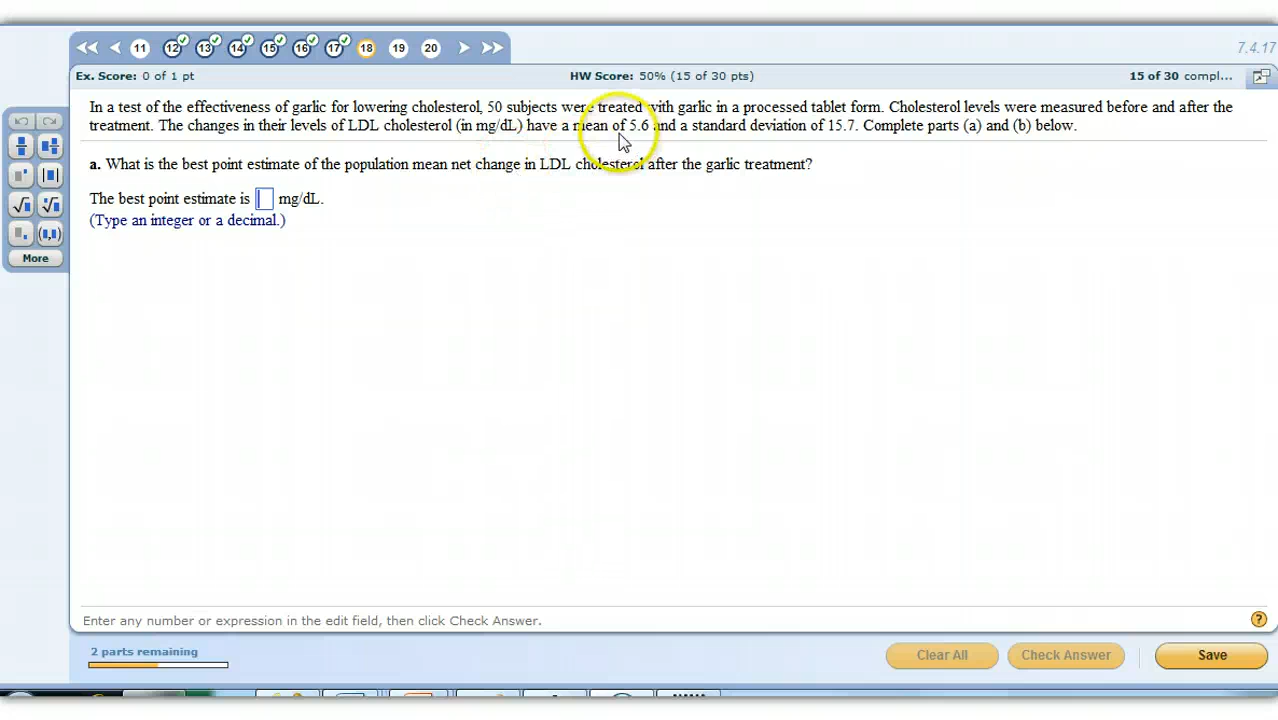 11 12 13 14 15 16 17 18 19 20
7.4.17
Ex. Score: 0 of 1 pt HW Score: 50% (15 of 30 pts) 15 of 30 compl...
In a test of the effectiveness of garlic for lowering cholesterol, 50 subjects were treated with garlic in a processed tablet form. Cholesterol levels were measured before and after the
treatment. The changes in their levels of LDL cholesterol (in mg/dL) have a mean of 5.6 and a standard deviation of 15.7. Complete parts (a) and (b) below.
a. What is the best point estimate of the population mean net change in LDL cholesterol after the garlic treatment?
The best point estimate is mg/dL.
(Type an integer or a decimal.)
More
Enter any number or expression in the edit field, then click Check Answer.
?
2 parts remaining
Clear All Check Answer Save